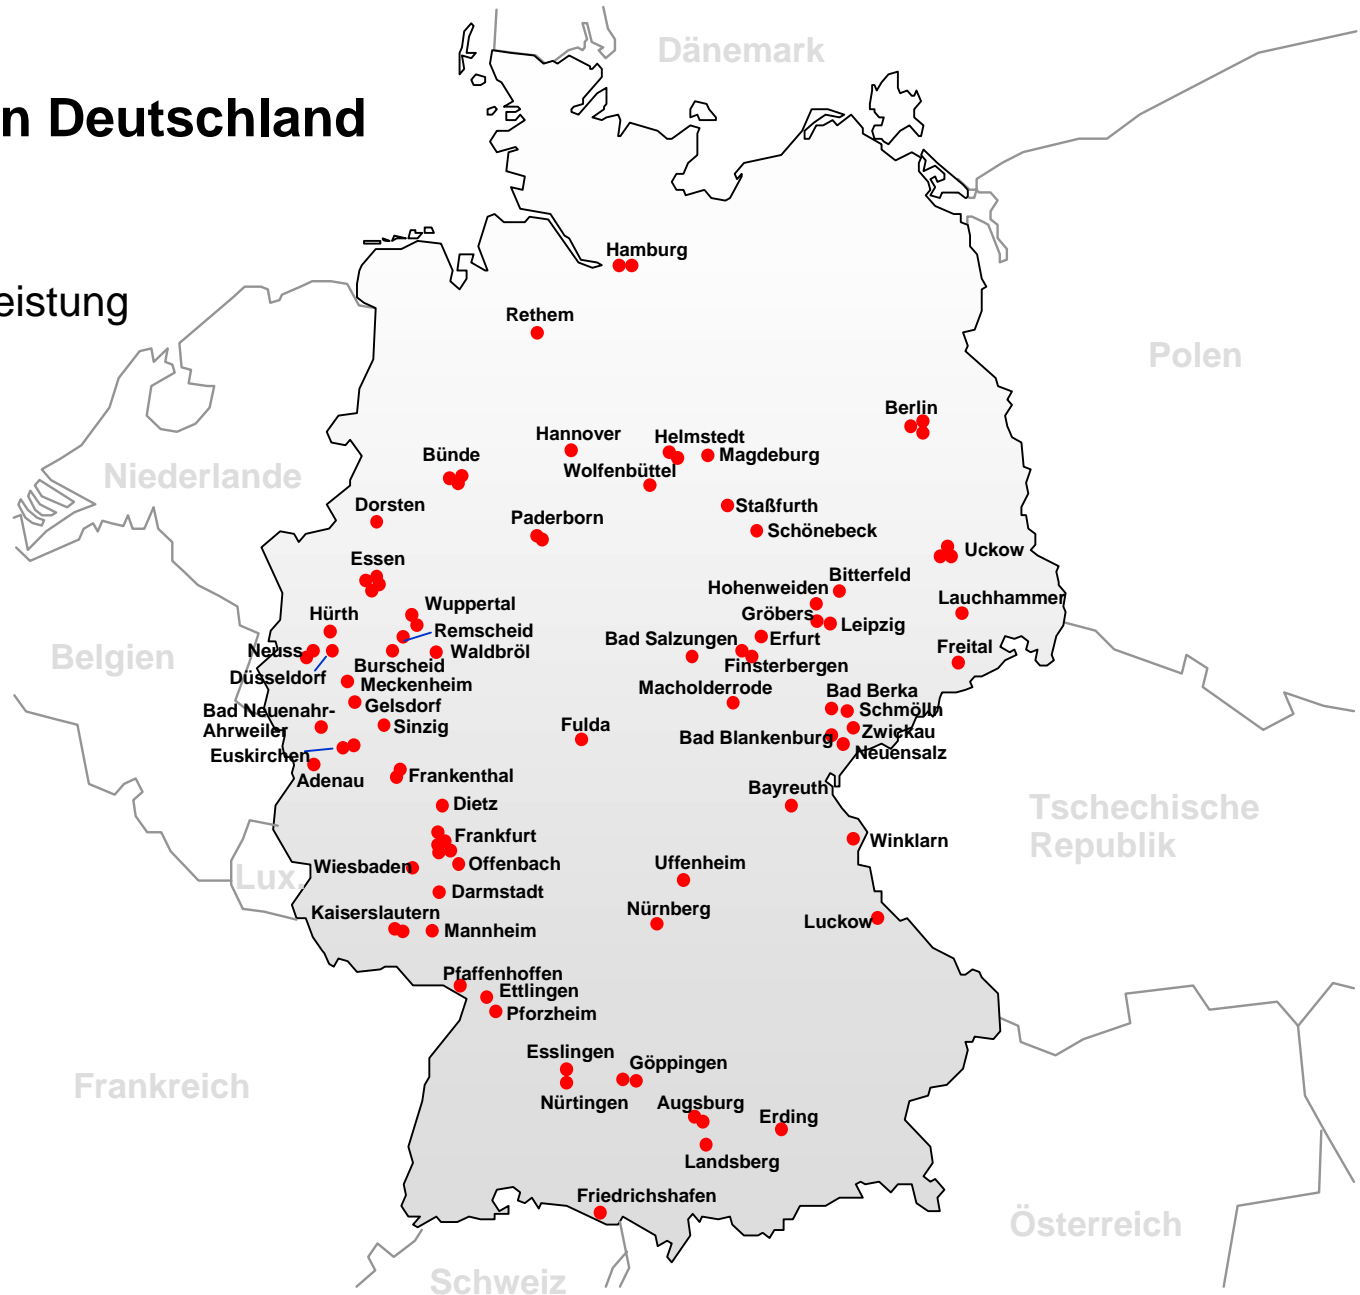 Dänemark
n Deutschland
Hamburg
eistung
Rethem
Polen
Berlin
Hannover
Helmstedt
Bünde
Magdeburg
Wolfenbüttel
Niederlande
Dorsten
Staßfurth
Paderborn
Schönebeck
Essen
Uckow
Bitterfeld
Hohenweiden
Lauchhammer
Wuppertal
Hürth
Gröbers
Leipzig
Remscheid
Bad Salzungen
Erfurt
Neuss
Waldbröl
Freital
Belgien
Burscheid
Finsterbergen
Düsseldorf
Meckenheim
Macholderrode
Bad Berka
Gelsdorf
Schmölln
Bad Neuenahr-
Ahrweiler
Sinzig
Fulda
Zwickau
Bad Blankenburg
Neuensalz
Euskirchen
Adenau
Frankenthal
Bayreuth
Dietz
Tschechische
Republik
Frankfurt
Winklarn
Wiesbaden
Offenbach
Uffenheim
Lux.
Darmstadt
Kaiserslautern
Nürnberg
Luckow
Mannheim
Pfaffenhoffen
Ettlingen
Pforzheim
Esslingen
Göppingen
Frankreich
Nürtingen
Augsburg
Erding
Landsberg
Friedrichshafen
Österreich
Schweiz